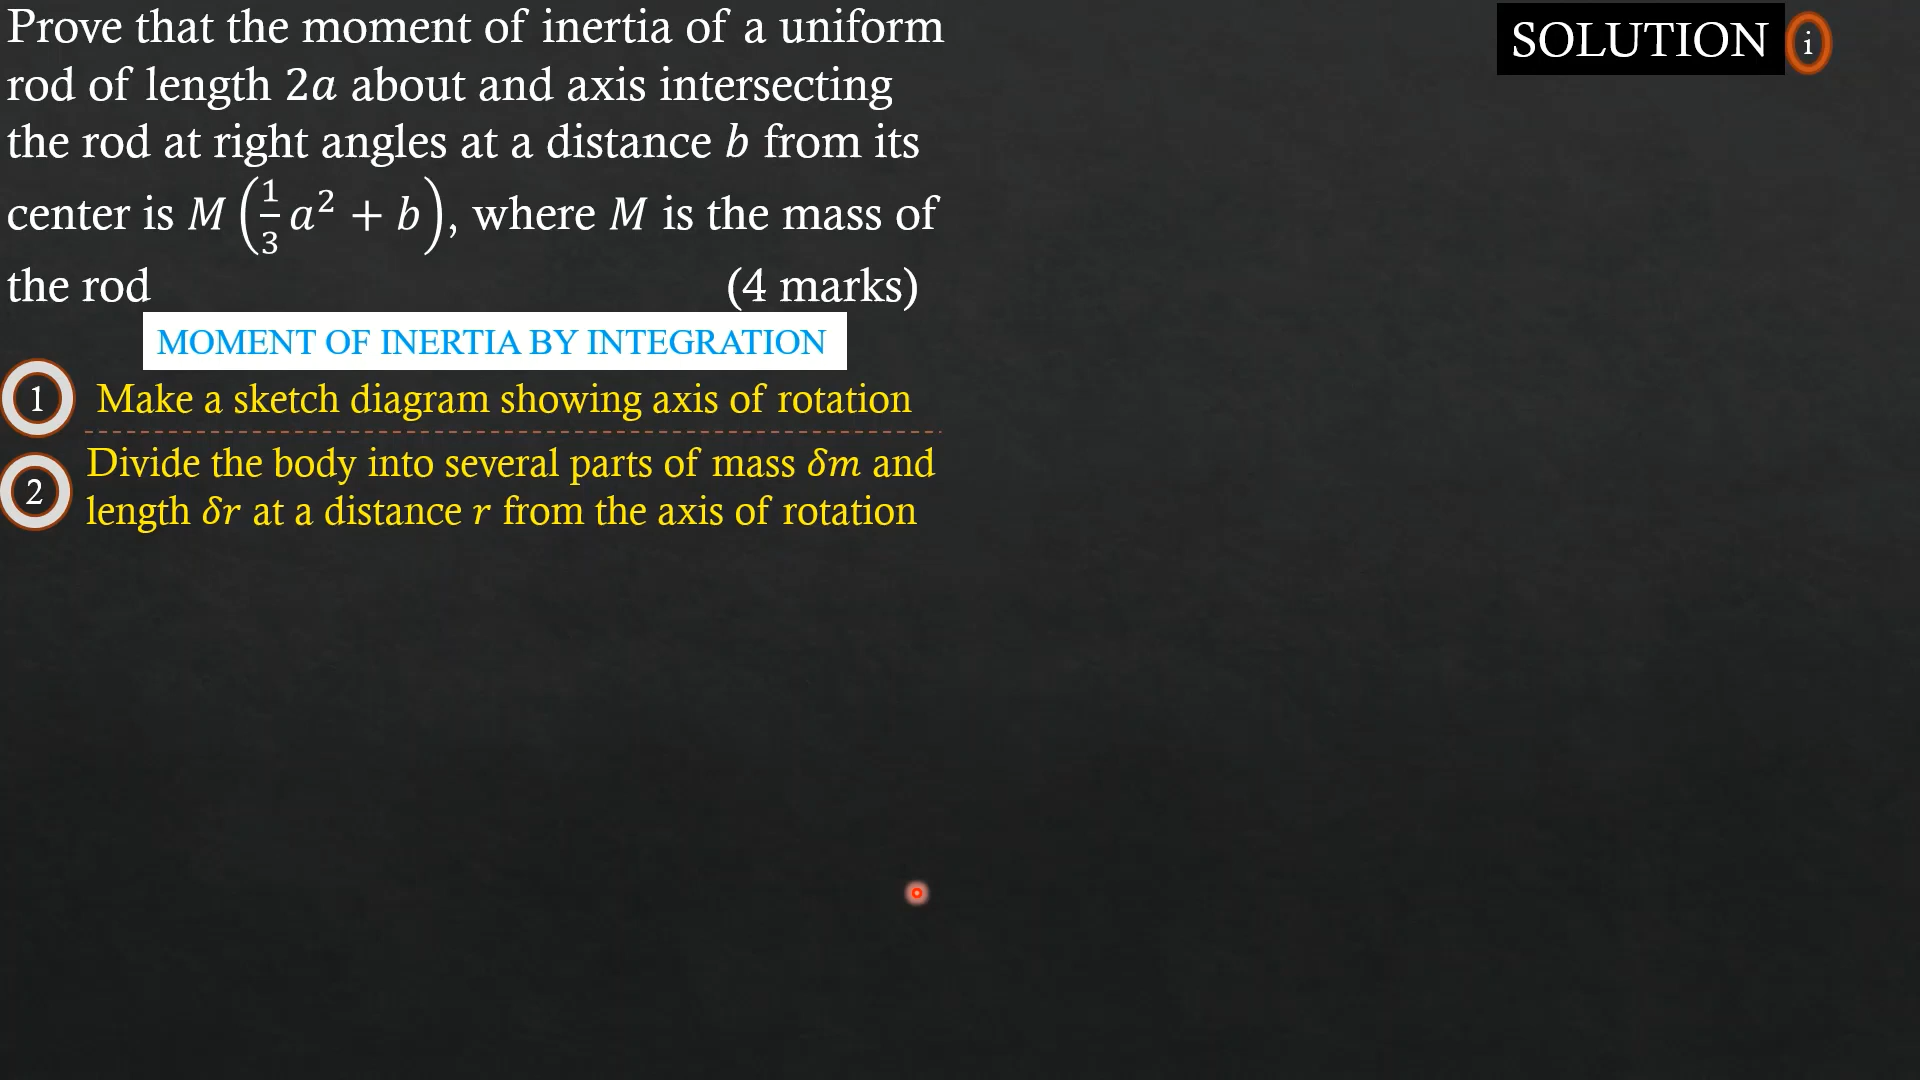 Prove that the moment of inertia of a uniform
rod of length 2𝑎 about and axis intersecting
the rod at right angles at a distance 𝑏 from its
center is 𝑀(1/3 𝑎² + 𝑏), where 𝑀 is the mass of
the rod (4 marks)
SOLUTION i
MOMENT OF INERTIA BY INTEGRATION
1 Make a sketch diagram showing axis of rotation
2 Divide the body into several parts of mass 𝛿𝑚 and
length 𝛿𝑟 at a distance 𝑟 from the axis of rotation